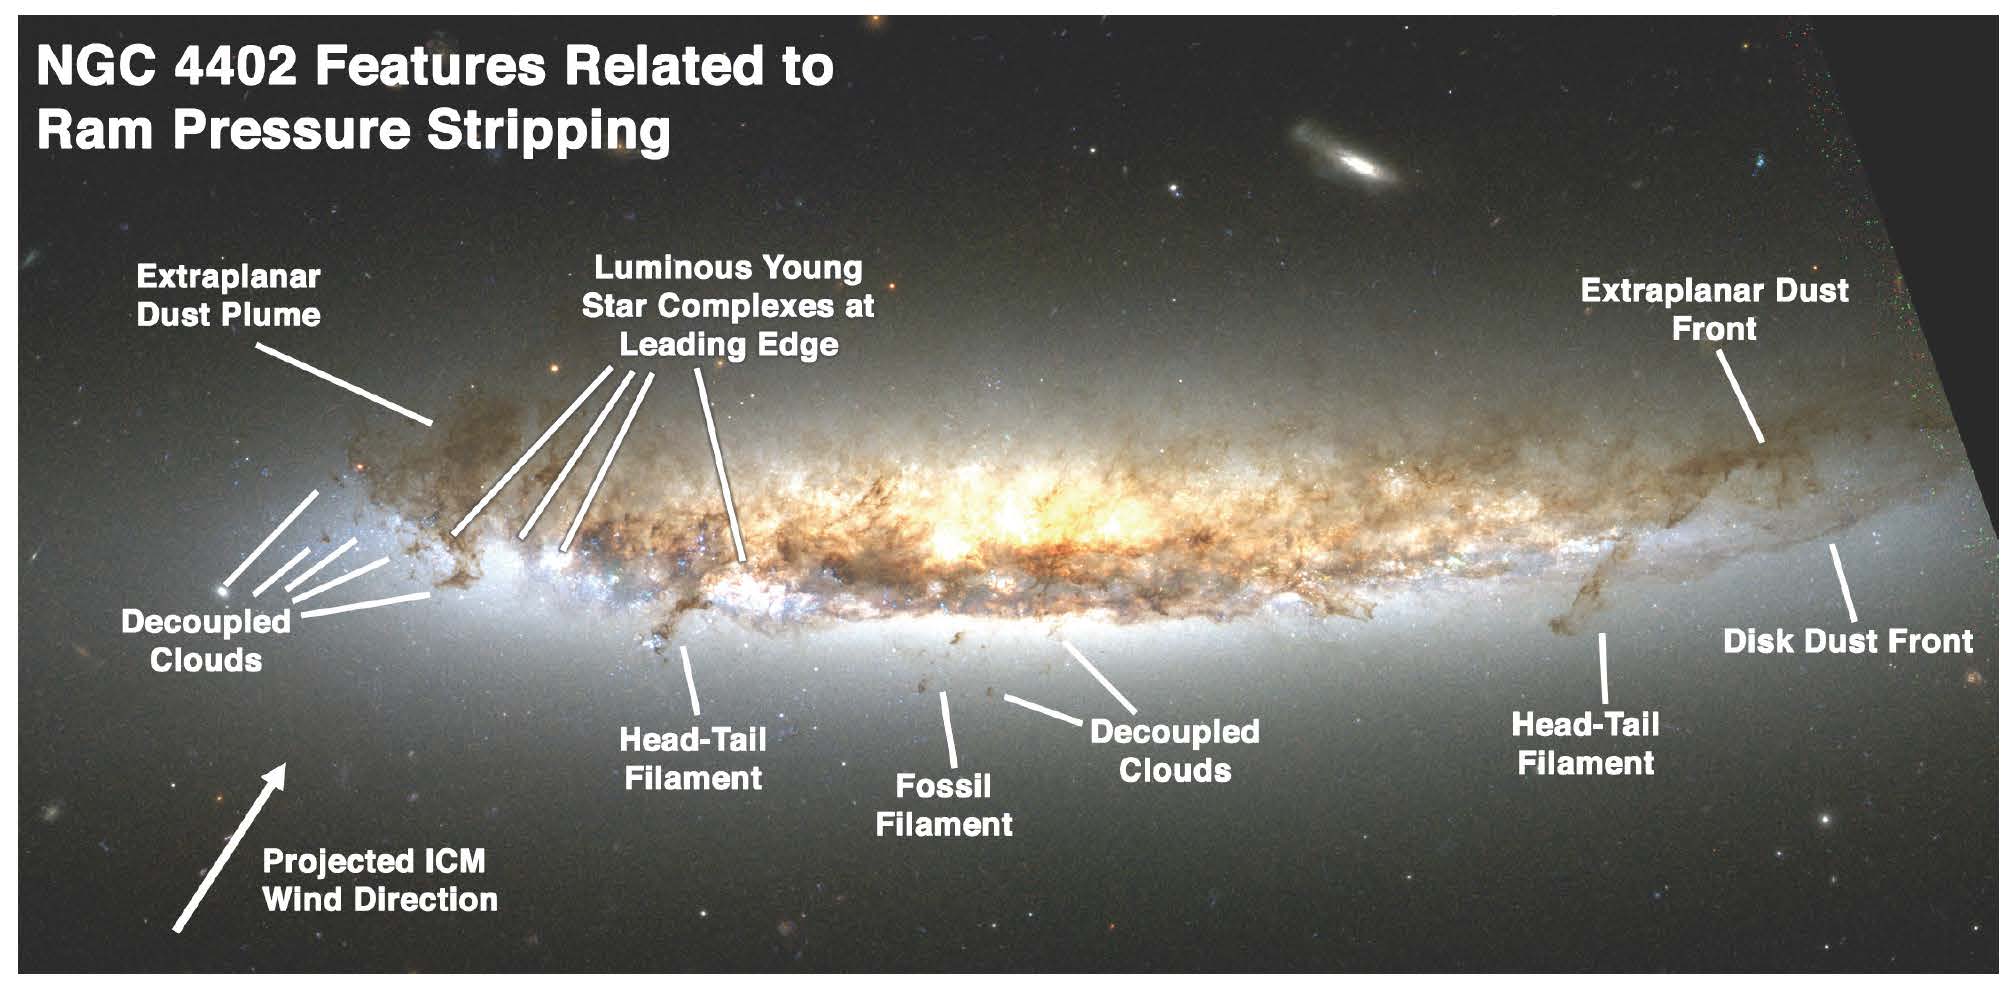 NGC 4402 Features Related to
Ram Pressure Stripping
Extraplanar
Dust Plume
Luminous Young
Star Complexes at
Leading Edge
Extraplanar Dust
Front
Decoupled
Clouds
Head-Tail
Filament
Fossil
Filament
Decoupled
Clouds
Head-Tail
Filament
Disk Dust Front
Projected ICM
Wind Direction